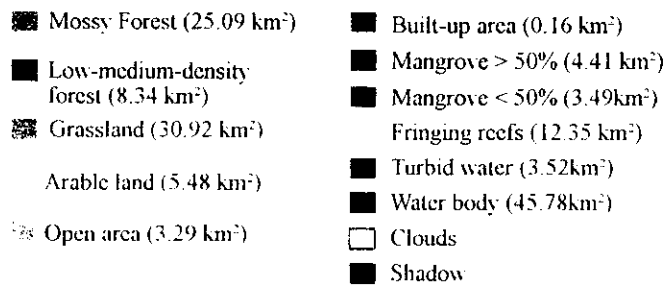 Mossy Forest (25.09 km²)
Low-medium-density
forest (8.34 km²)
Grassland (30.92 km²)
Arable land (5.48 km²)
Open area (3.29 km²)
Built-up area (0.16 km²)
Mangrove > 50% (4.41 km²)
Mangrove < 50% (3.49km²)
Fringing reefs (12.35 km²)
Turbid water (3.52km²)
Water body (45.78km²)
Clouds
Shadow